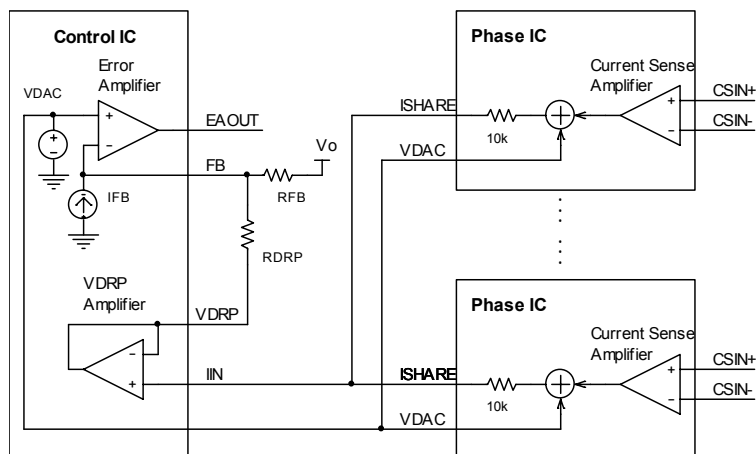 Control IC
Error
Amplifier
VDAC
+
-
+
-
EAOUT
FB
Vo
IFB
RFB
RDRP
VDRP
Amplifier
VDRP
-
+
IIN
Phase IC
Current Sense
Amplifier
ISHARE
10k
+
-
CSIN+
CSIN-
VDAC
Phase IC
Current Sense
Amplifier
ISHARE
10k
+
-
CSIN+
CSIN-
VDAC